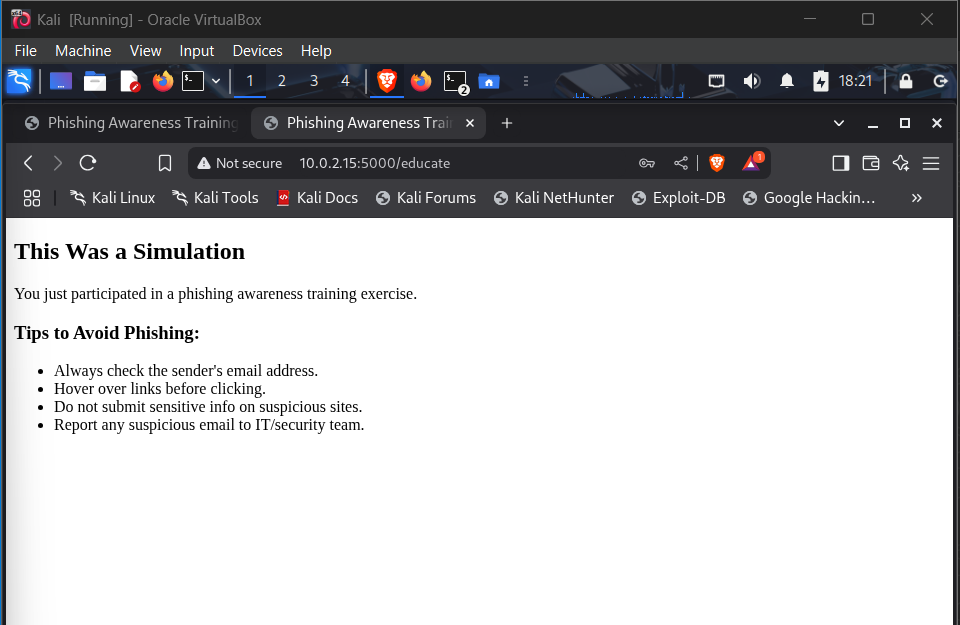 Kali [Running] - Oracle VirtualBox
File Machine View Input Devices Help
1 2 3 4 2 18:21
Phishing Awareness Training Phishing Awareness Trai
Not secure 10.0.2.15:5000/educate 1
Kali Linux Kali Tools Kali Docs Kali Forums Kali NetHunter Exploit-DB Google Hackin…
This Was a Simulation
You just participated in a phishing awareness training exercise.
Tips to Avoid Phishing:
• Always check the sender's email address.
• Hover over links before clicking.
• Do not submit sensitive info on suspicious sites.
• Report any suspicious email to IT/security team.